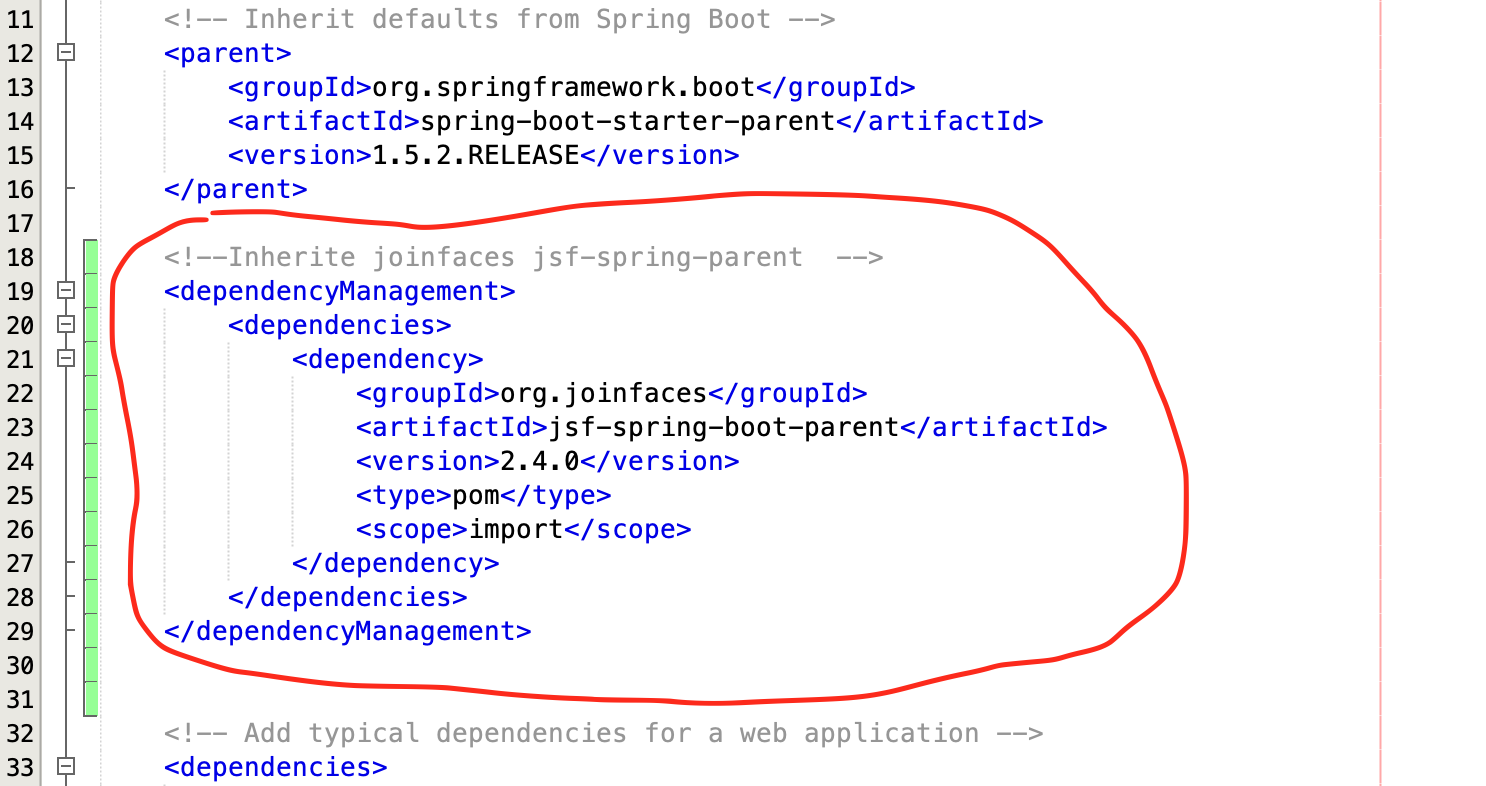 11 <!-- Inherit defaults from Spring Boot -->
12 <parent>
13 <groupId>org.springframework.boot</groupId>
14 <artifactId>spring-boot-starter-parent</artifactId>
15 <version>1.5.2.RELEASE</version>
16 </parent>
17
18 <!--Inherite joinfaces jsf-spring-parent  -->
19 <dependencyManagement>
20 <dependencies>
21 <dependency>
22 <groupId>org.joinfaces</groupId>
23 <artifactId>jsf-spring-boot-parent</artifactId>
24 <version>2.4.0</version>
25 <type>pom</type>
26 <scope>import</scope>
27 </dependency>
28 </dependencies>
29 </dependencyManagement>
30
31
32 <!-- Add typical dependencies for a web application -->
33 <dependencies>